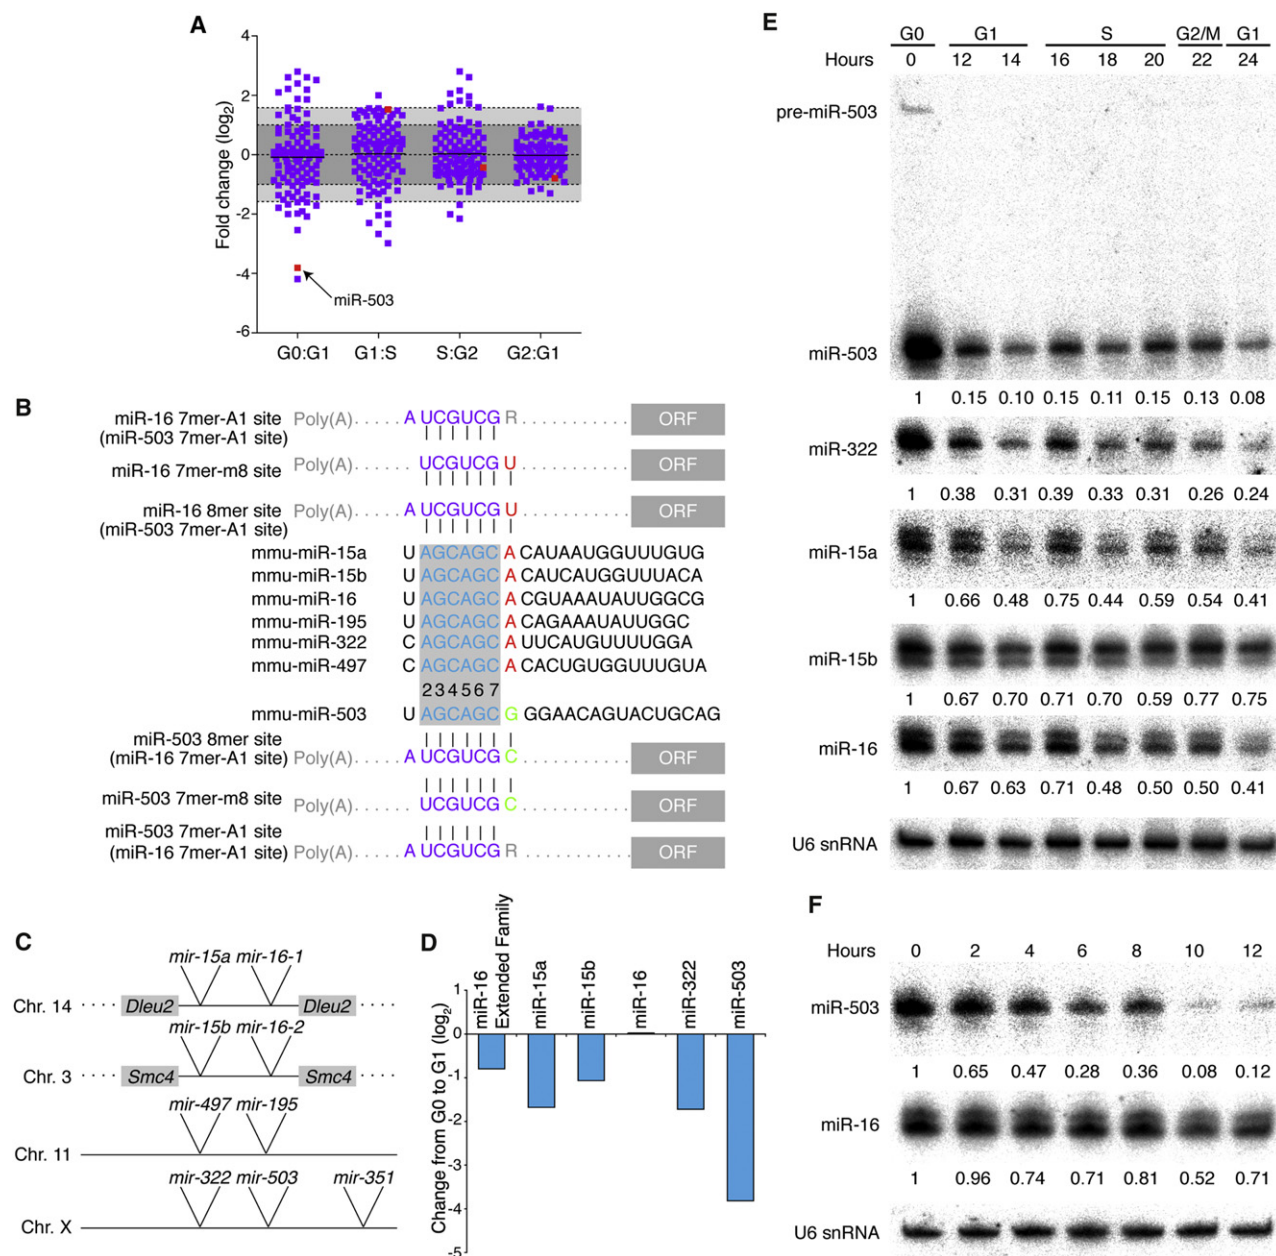 A
4
2
0
-2
-4
-6
Fold change (log2)
miR-503
G0:G1 G1:S S:G2 G2:G1
B
miR-16 7mer-A1 site Poly(A)..... A UCGUCG R .......... ORF
(miR-503 7mer-A1 site)
miR-16 7mer-m8 site Poly(A)..... UCGUCG U .......... ORF
miR-16 8mer site Poly(A)..... A UCGUCG U .......... ORF
(miR-503 7mer-A1 site)
mmu-miR-15a U AGCAGC A CAUAAUGGUUUGUG
mmu-miR-15b U AGCAGC A CAUCAUGGUUUACA
mmu-miR-16 U AGCAGC A CGUAAAUAUUGGCG
mmu-miR-195 U AGCAGC A CAGAAAUAUUGGC
mmu-miR-322 C AGCAGC A AUUCAUGUUUUGGA
mmu-miR-497 C AGCAGC A CACUGUGGUUUGUA
2 3 4 5 6 7
mmu-miR-503 U AGCAGC G GGAACAGUACUGCAG
miR-503 8mer site
(miR-16 7mer-A1 site) Poly(A)..... A UCGUCG C .......... ORF
miR-503 7mer-m8 site Poly(A)..... UCGUCG C .......... ORF
miR-503 7mer-A1 site
(miR-16 7mer-A1 site) Poly(A)..... A UCGUCG R .......... ORF
C
mir-15a mir-16-1
Chr. 14 ..... Dleu2 Dleu2 ....
mir-15b mir-16-2
Chr. 3 ..... Smc4 Smc4 ....
mir-497 mir-195
Chr. 11
mir-322 mir-503 mir-351
Chr. X
D
miR-16 Extended Family
miR-15a
miR-15b
miR-16
miR-322
miR-503
1
0
-1
-2
-3
-4
-5
Change from G0 to G1 (log2)
E
G0 G1 S G2/M G1
Hours 0 12 14 16 18 20 22 24
pre-miR-503
miR-503
1 0.15 0.10 0.15 0.11 0.15 0.13 0.08
miR-322
1 0.38 0.31 0.39 0.33 0.31 0.26 0.24
miR-15a
1 0.66 0.48 0.75 0.44 0.59 0.54 0.41
miR-15b
1 0.67 0.70 0.71 0.70 0.59 0.77 0.75
miR-16
1 0.67 0.63 0.71 0.48 0.50 0.50 0.41
U6 snRNA
F
Hours 0 2 4 6 8 10 12
miR-503
1 0.65 0.47 0.28 0.36 0.08 0.12
miR-16
1 0.96 0.74 0.71 0.81 0.52 0.71
U6 snRNA